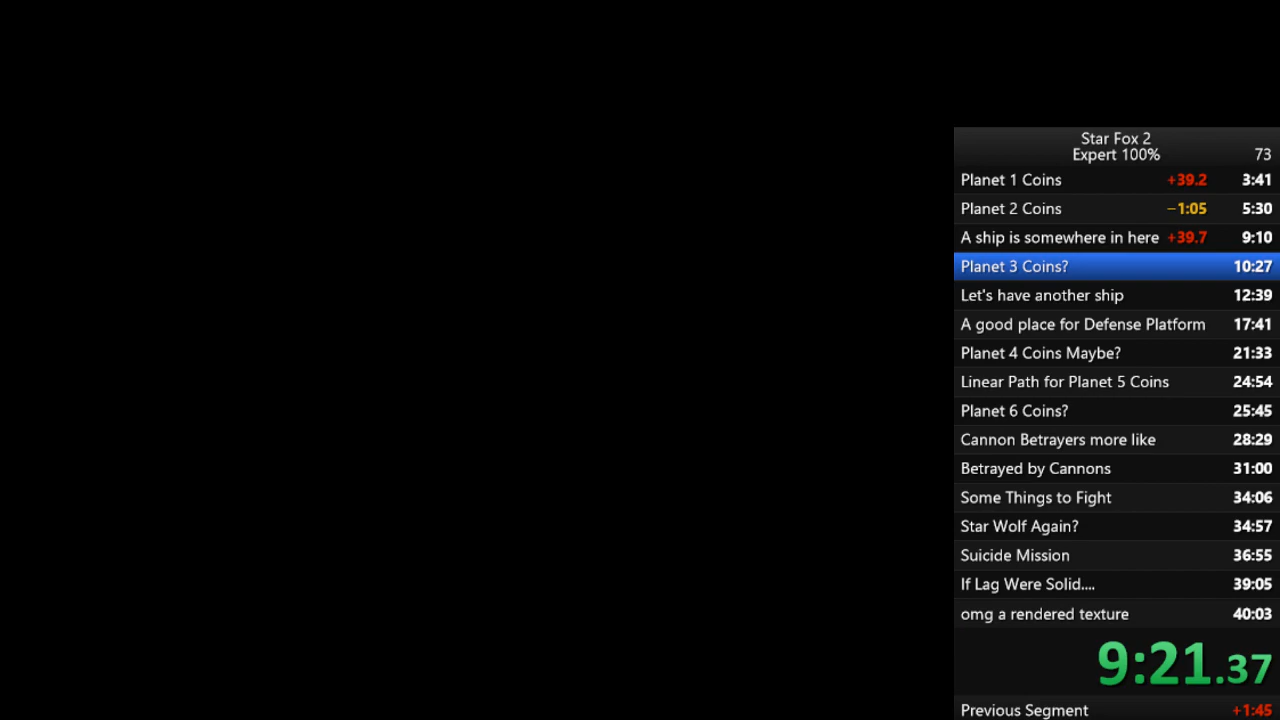 Star Fox 2
Expert 100% 73
Planet 1 Coins +39.2 3:41
Planet 2 Coins −1:05 5:30
A ship is somewhere in here +39.7 9:10
Planet 3 Coins? 10:27
Let's have another ship 12:39
A good place for Defense Platform 17:41
Planet 4 Coins Maybe? 21:33
Linear Path for Planet 5 Coins 24:54
Planet 6 Coins? 25:45
Cannon Betrayers more like 28:29
Betrayed by Cannons 31:00
Some Things to Fight 34:06
Star Wolf Again? 34:57
Suicide Mission 36:55
If Lag Were Solid.... 39:05
omg a rendered texture 40:03
9:21.37
Previous Segment +1:45